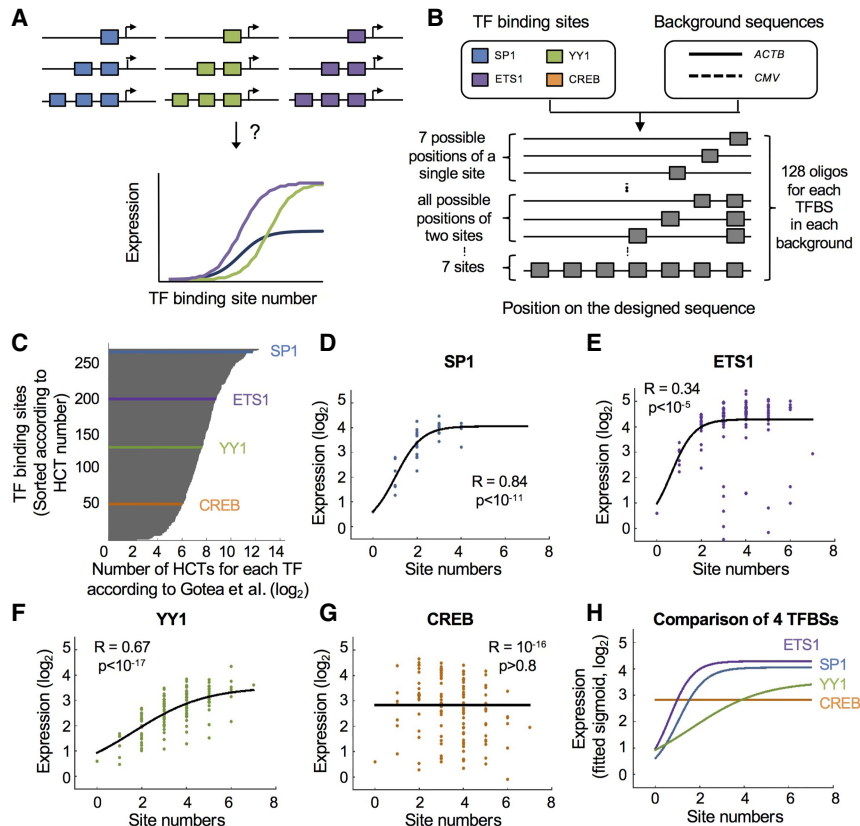 A
?
Expression
TF binding site number
B
TF binding sites
Background sequences
SP1
YY1
ETS1
CREB
ACTB
CMV
7 possible
positions of a
single site
all possible
positions of
two sites
7 sites
128 oligos
for each
TFBS
in each
background
Position on the designed sequence
C
TF binding sites
(Sorted according to
HCT number)
250
200
150
100
50
SP1
ETS1
YY1
CREB
0 2 4 6 8 10 12 14
Number of HCTs for each TF
according to Gotea et al. (log2)
D
SP1
Expression (log2)
5
4
3
2
1
0
R = 0.84
p<10-11
0 2 4 6 8
Site numbers
E
ETS1
R = 0.34
p<10-5
Expression (log2)
5
4
3
2
1
0
0 2 4 6 8
Site numbers
F
YY1
R = 0.67
p<10-17
Expression (log2)
5
4
3
2
1
0
0 2 4 6 8
Site numbers
G
CREB
R = 10-16
p>0.8
Expression (log2)
5
4
3
2
1
0
0 2 4 6 8
Site numbers
H
Comparison of 4 TFBSs
Expression
(fitted sigmoid, log2)
5
4
3
2
1
0
ETS1
SP1
YY1
CREB
0 2 4 6 8
Site numbers